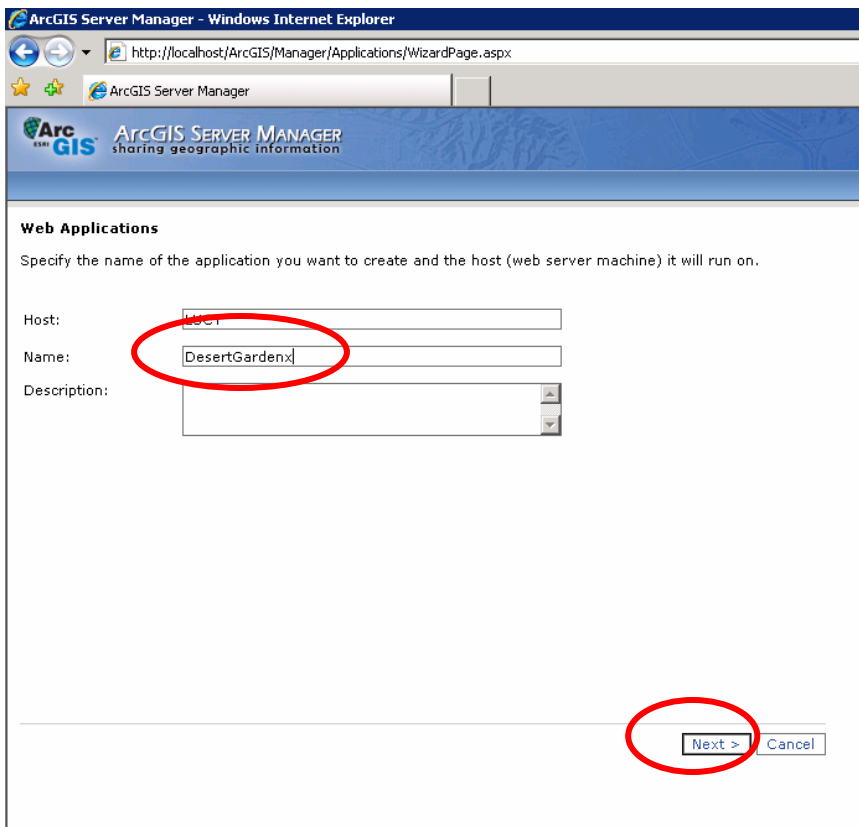 ArcGIS Server Manager - Windows Internet Explorer
http://localhost/ArcGIS/Manager/Applications/WizardPage.aspx
ArcGIS Server Manager
Arc ESRI GIS ARCGIS SERVER MANAGER
sharing geographic information
Web Applications
Specify the name of the application you want to create and the host (web server machine) it will run on.
Host:
Name: DesertGardenx
Description:
Next > Cancel